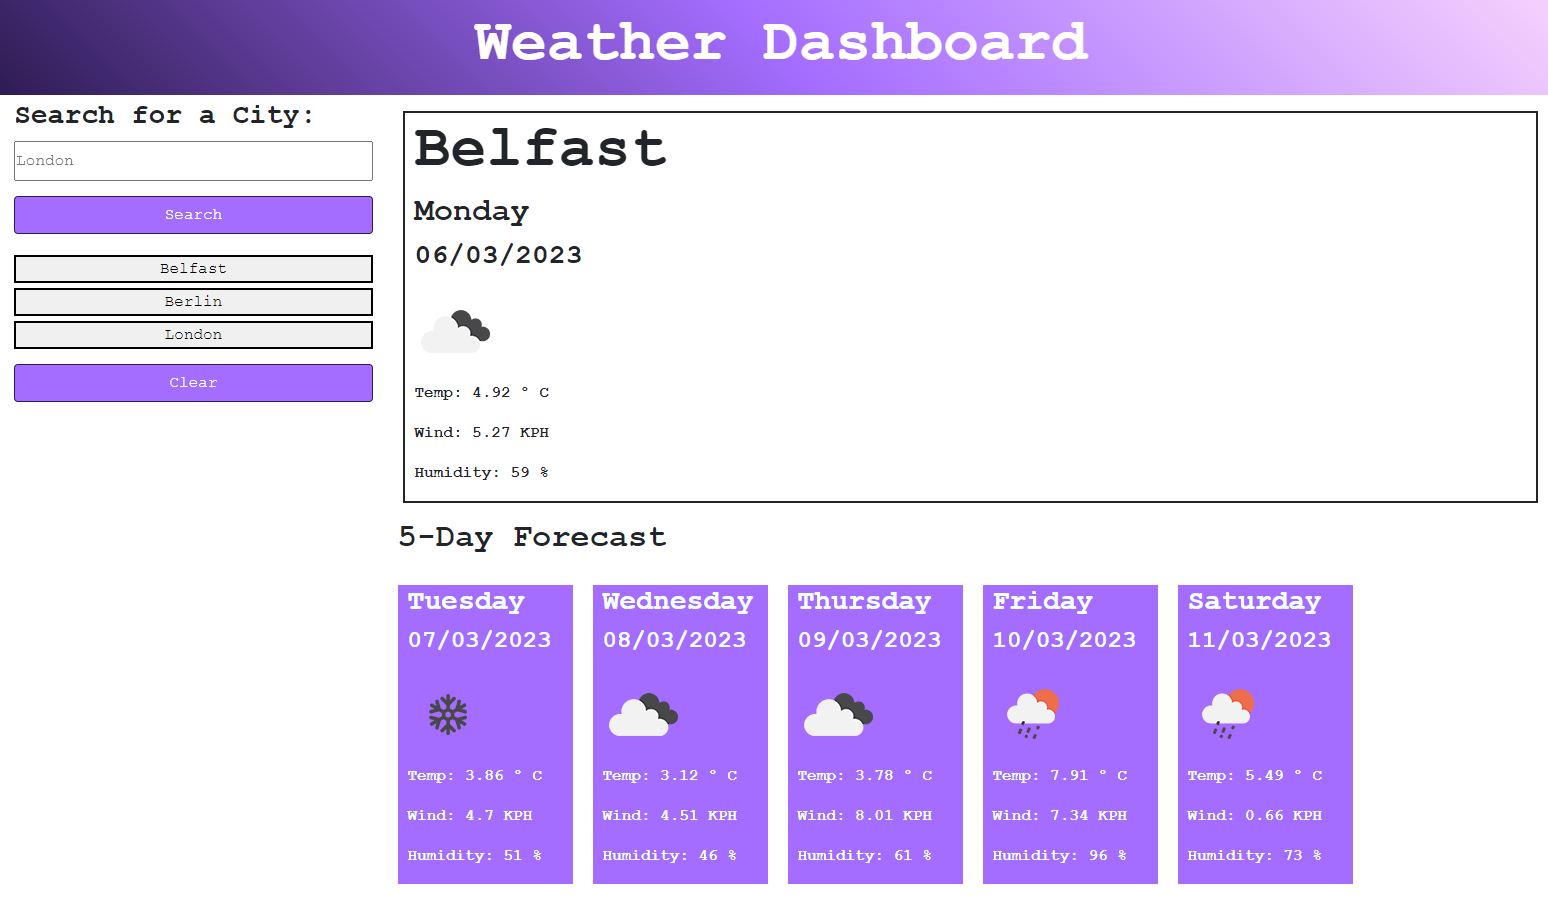 Weather Dashboard
Search for a City:
London
Search
Belfast
Berlin
London
Clear
Belfast
Monday
06/03/2023
Temp: 4.92 ° C
Wind: 5.27 KPH
Humidity: 59 %
5-Day Forecast
Tuesday
07/03/2023
Temp: 3.86 ° C
Wind: 4.7 KPH
Humidity: 51 %
Wednesday
08/03/2023
Temp: 3.12 ° C
Wind: 4.51 KPH
Humidity: 46 %
Thursday
09/03/2023
Temp: 3.78 ° C
Wind: 8.01 KPH
Humidity: 61 %
Friday
10/03/2023
Temp: 7.91 ° C
Wind: 7.34 KPH
Humidity: 96 %
Saturday
11/03/2023
Temp: 5.49 ° C
Wind: 0.66 KPH
Humidity: 73 %